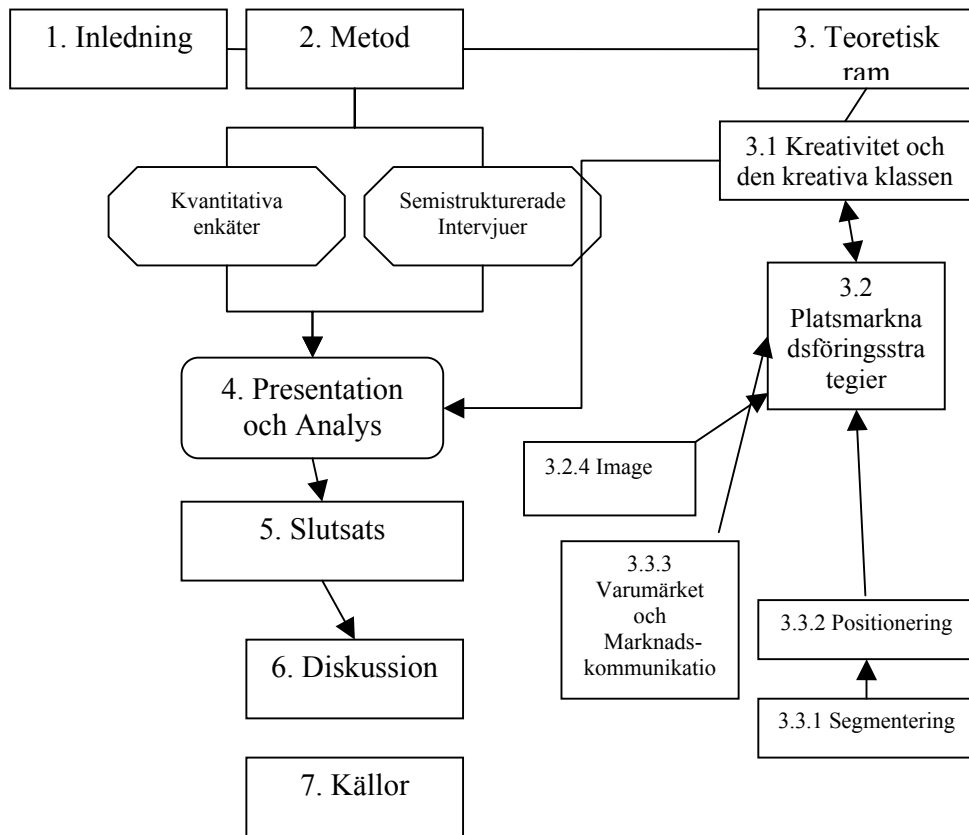 1. Inledning
2. Metod
3. Teoretisk
ram
3.1 Kreativitet och
den kreativa klassen
Kvantitativa
enkäter
Semistrukturerade
Intervjuer
3.2
Platsmarkna
dsföringsstra
tegier
4. Presentation
och Analys
3.2.4 Image
5. Slutsats
3.3.3
Varumärket
och
Marknads-
kommunikatio
3.3.2 Positionering
6. Diskussion
3.3.1 Segmentering
7. Källor